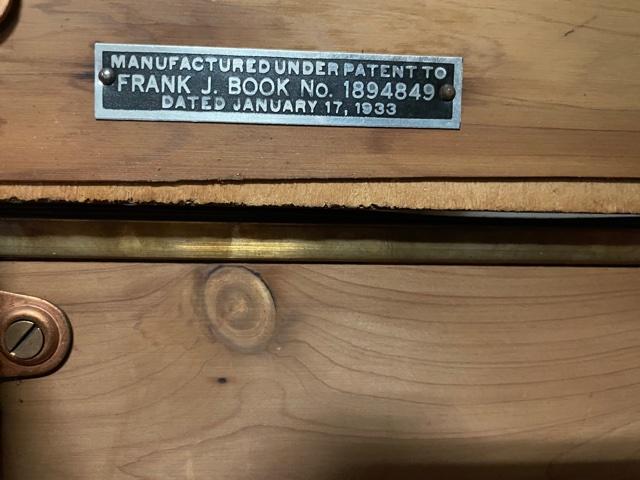 MANUFACTURED UNDER PATENT TO
FRANK J. BOOK No. 1894849
DATED JANUARY 17, 1933